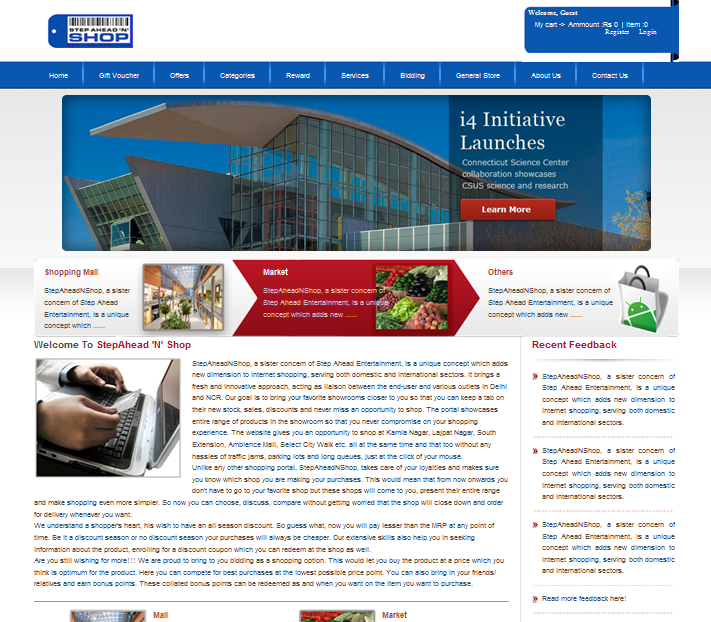 STEP AHEAD 'N'
SHOP
Welcome, Guest
My cart -> Ammount :Rs 0 | Item :0
Register Login
Home Gift Voucher Offers Categories Reward Services Bidding General Store About Us Contact Us
i4 Initiative
Launches
Connecticut Science Center
collaboration showcases
CSUS science and research
Learn More
Shopping Mall
StepAheadNShop, a sister
concern of Step Ahead
Entertainment, is a unique
concept which ......
Market
StepAheadNShop, a sister concern of
Step Ahead Entertainment, is a unique
concept which adds new ......
Others
StepAheadNShop, a sister concern of
Step Ahead Entertainment, is a unique
concept which adds new ......
Welcome To StepAhead 'N' Shop
StepAheadNShop, a sister concern of Step Ahead Entertainment, is a unique concept which adds
new dimension to internet shopping, serving both domestic and international sectors. It brings a
fresh and innovative approach, acting as liaison between the end-user and various outlets in Delhi
and NCR. Our goal is to bring your favorite showrooms closer to you so that you can keep a tab on
their new stock, sales, discounts and never miss an opportunity to shop. The portal showcases
entire range of products in the showroom so that you never compromise on your shopping
experience. The website gives you an opportunity to shop at Kamla Nagar, Lajpat Nagar, South
Extension, Ambience Mall, Select City Walk etc. all at the same time and that too without any
hassles of traffic jams, parking lots and long queues, just at the click of your mouse.
Unlike any other shopping portal, StepAheadNShop, takes care of your loyalties and makes sure
you know which shop you are making your purchases. This would mean that from now onwards you
don't have to go to your favorite shop but these shops will come to you, present their entire range
and make shopping even more simpler. So now you can choose, discuss, compare without getting worried that the shop will close down and order
for delivery whenever you want.
We understand a shopper's heart, his wish to have an all season discount. So guess what, now you will pay lesser than the MRP at any point of
time. Be it a discount season or no discount season your purchases will always be cheaper. Our extensive skills also help you in seeking
information about the product, enrolling for a discount coupon which you can redeem at the shop as well.
Are you still wishing for more!!! We are proud to bring to you bidding as a shopping option. This would let you buy the product at a price which you
think is optimum for the product. Here you can compete for best purchases at the lowest possible price point. You can also bring in your friends/
relatives and earn bonus points. These collated bonus points can be redeemed as and when you want on the item you want to purchase.
Mall
Market
Recent Feedback
StepAheadNShop, a sister concern of
Step Ahead Entertainment, is a unique
concept which adds new dimension to
internet shopping, serving both domestic
and international sectors.
StepAheadNShop, a sister concern of
Step Ahead Entertainment, is a unique
concept which adds new dimension to
internet shopping, serving both domestic
and international sectors.
StepAheadNShop, a sister concern of
Step Ahead Entertainment, is a unique
concept which adds new dimension to
internet shopping, serving both domestic
and international sectors.
Read more feedback here!